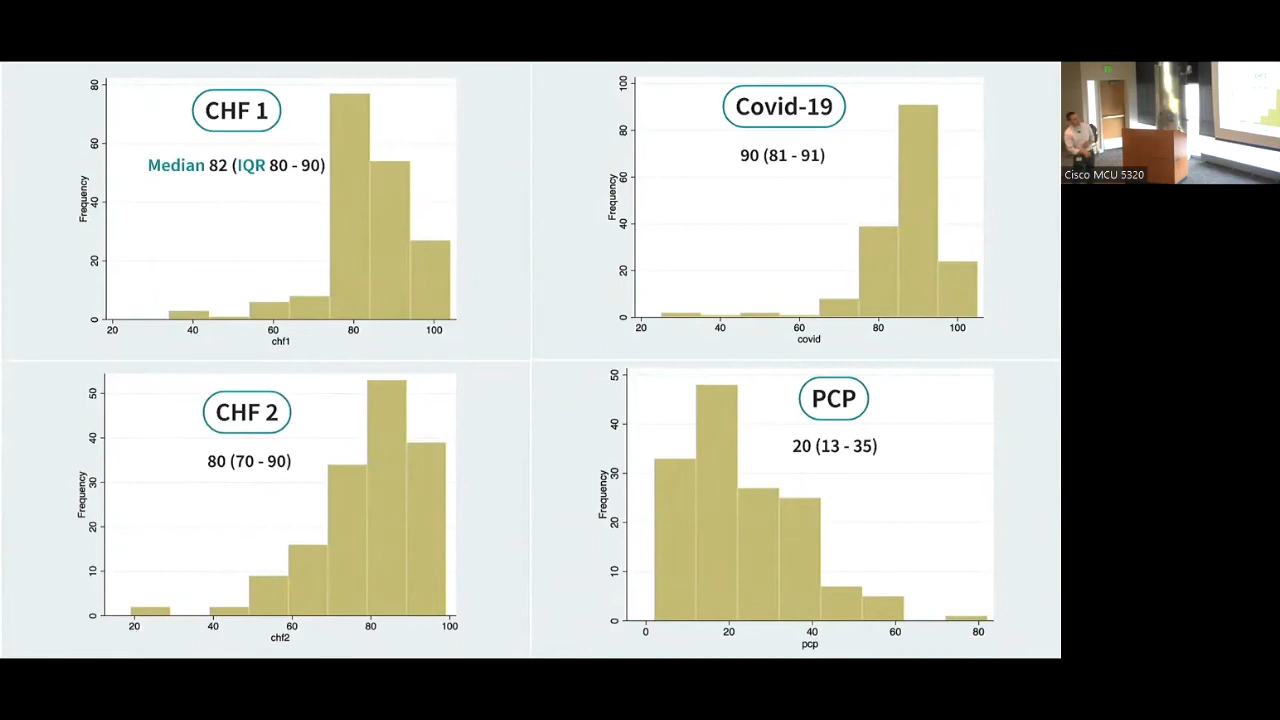 CHF 1
Median 82 (IQR 80 - 90)
Frequency
80
60
40
20
0
20 40 60 80 100
chf1
Covid-19
90 (81 - 91)
Frequency
100
80
60
40
20
0
20 40 60 80 100
covid
Cisco MCU 5320
CHF 2
80 (70 - 90)
Frequency
50
40
30
20
10
0
20 40 60 80 100
chf2
PCP
20 (13 - 35)
Frequency
50
40
30
20
10
0
0 20 40 60 80
pcp